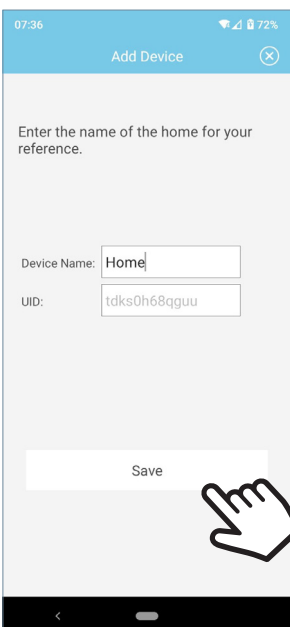 07:36 72%
Add Device
Enter the name of the home for your
reference.
Device Name: Home
UID: tdks0h68qguu
Save